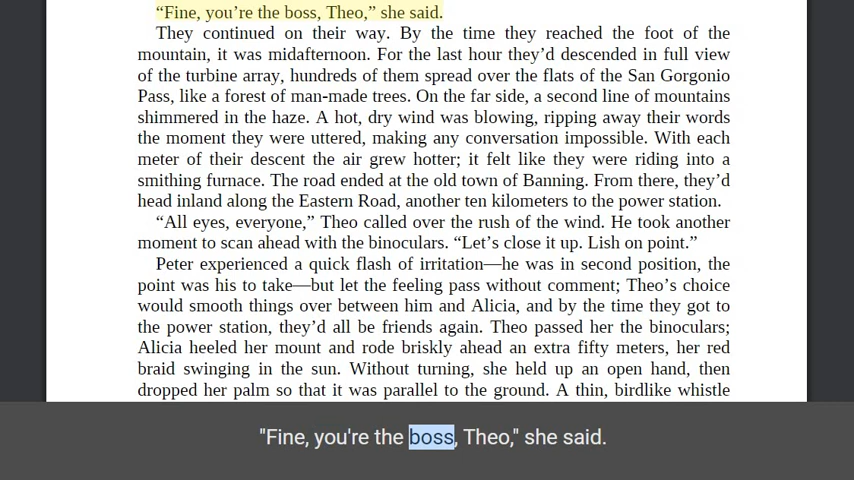 “Fine, you’re the boss, Theo,” she said.
They continued on their way. By the time they reached the foot of the
mountain, it was midafternoon. For the last hour they’d descended in full view
of the turbine array, hundreds of them spread over the flats of the San Gorgonio
Pass, like a forest of man-made trees. On the far side, a second line of mountains
shimmered in the haze. A hot, dry wind was blowing, ripping away their words
the moment they were uttered, making any conversation impossible. With each
meter of their descent the air grew hotter; it felt like they were riding into a
smithing furnace. The road ended at the old town of Banning. From there, they’d
head inland along the Eastern Road, another ten kilometers to the power station.
“All eyes, everyone,” Theo called over the rush of the wind. He took another
moment to scan ahead with the binoculars. “Let’s close it up. Lish on point.”
Peter experienced a quick flash of irritation—he was in second position, the
point was his to take—but let the feeling pass without comment; Theo’s choice
would smooth things over between him and Alicia, and by the time they got to
the power station, they’d all be friends again. Theo passed her the binoculars;
Alicia heeled her mount and rode briskly ahead an extra fifty meters, her red
braid swinging in the sun. Without turning, she held up an open hand, then
dropped her palm so that it was parallel to the ground. A thin, birdlike whistle
"Fine, you're the boss, Theo," she said.